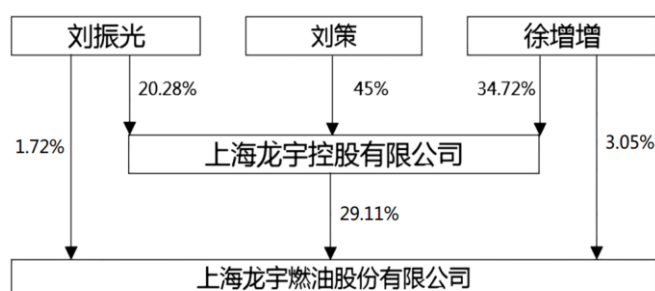 刘振光 刘策 徐增增
20.28% 45% 34.72%
上海龙宇控股有限公司
1.72% 3.05%
29.11%
上海龙宇燃油股份有限公司